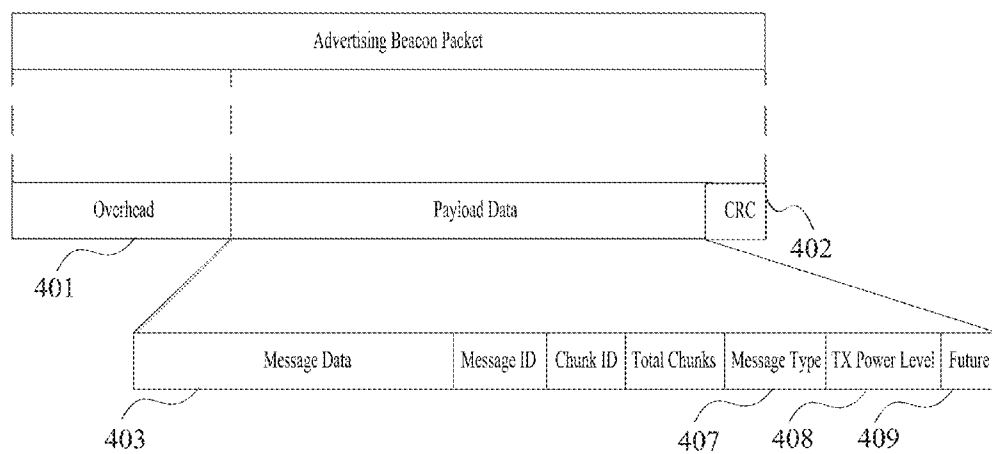 Advertising Beacon Packet
Overhead Payload Data CRC
401 402
Message Data Message ID Chunk ID Total Chunks Message Type TX Power Level Future
403 407 408 409